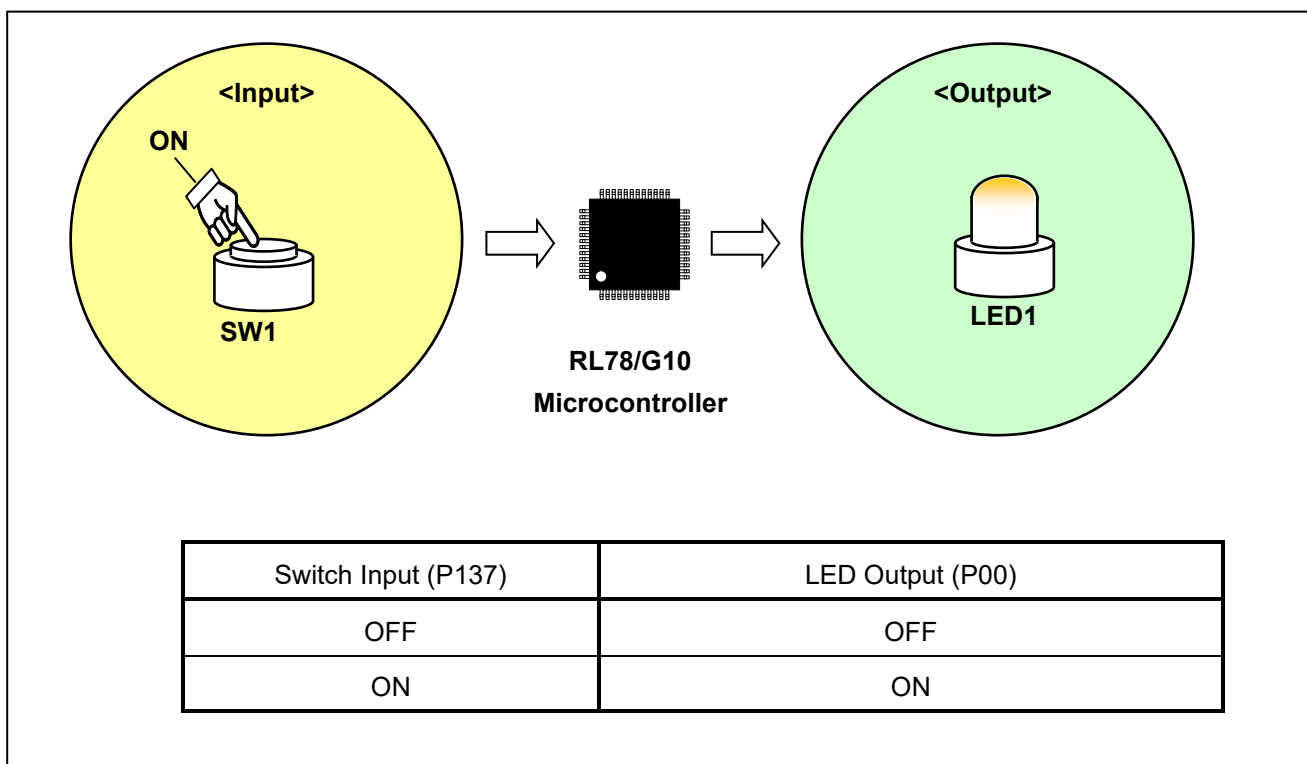 <Input>
ON
SW1
RL78/G10
Microcontroller
<Output>
LED1
Switch Input (P137) LED Output (P00)
OFF OFF
ON ON